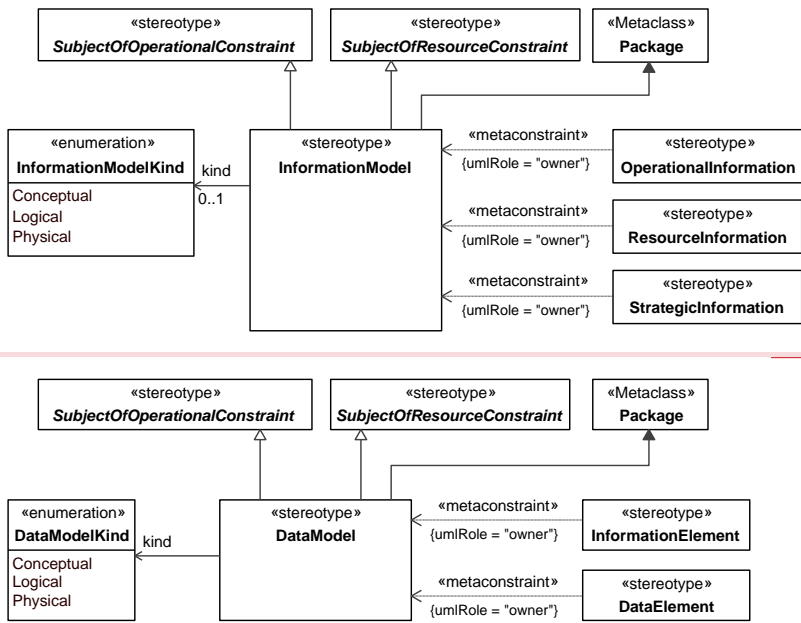 «stereotype»
SubjectOfOperationalConstraint
«stereotype»
SubjectOfResourceConstraint
«Metaclass»
Package
«enumeration»
InformationModelKind
Conceptual
Logical
Physical
kind
0..1
«stereotype»
InformationModel
«metaconstraint»
{umlRole = "owner"}
«stereotype»
OperationalInformation
«metaconstraint»
{umlRole = "owner"}
«stereotype»
ResourceInformation
«metaconstraint»
{umlRole = "owner"}
«stereotype»
StrategicInformation
«stereotype»
SubjectOfOperationalConstraint
«stereotype»
SubjectOfResourceConstraint
«Metaclass»
Package
«enumeration»
DataModelKind
Conceptual
Logical
Physical
kind
«stereotype»
DataModel
«metaconstraint»
{umlRole = "owner"}
«stereotype»
InformationElement
«metaconstraint»
{umlRole = "owner"}
«stereotype»
DataElement